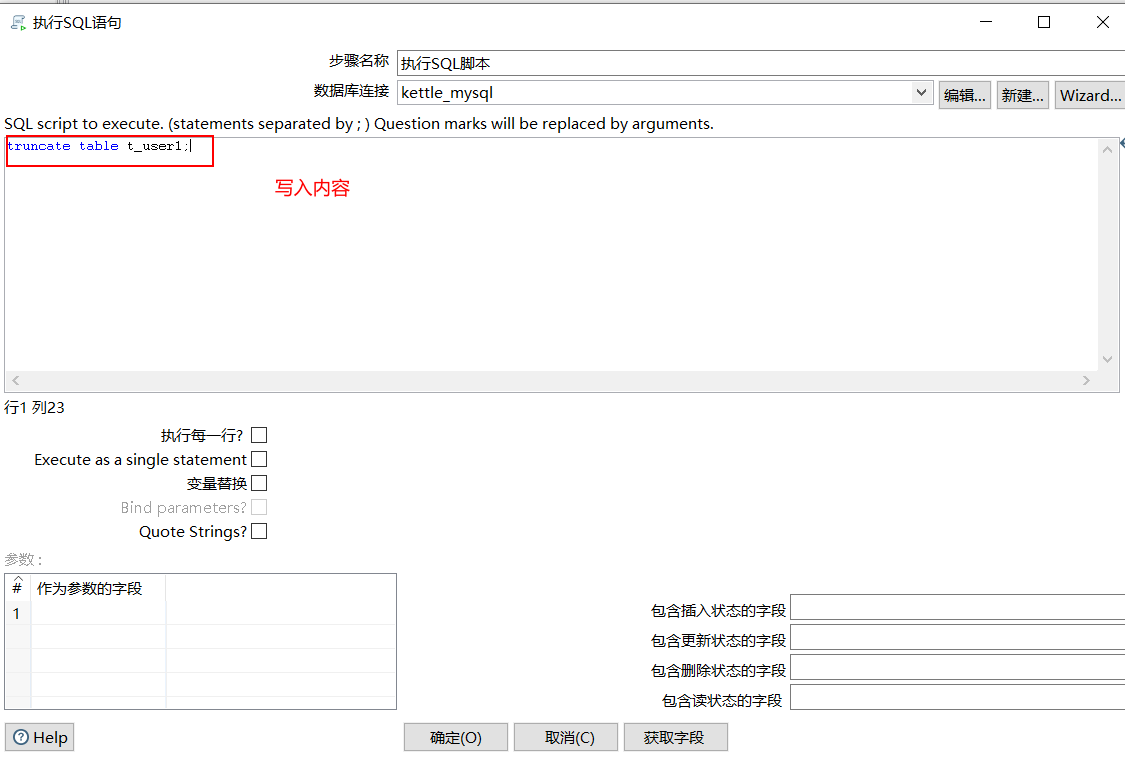 执行SQL语句
步骤名称 执行SQL脚本
数据库连接 kettle_mysql 编辑... 新建... Wizard...
SQL script to execute. (statements separated by ; ) Question marks will be replaced by arguments.
truncate table t_user1;
写入内容
行1 列23
执行每一行?
Execute as a single statement
变量替换
Bind parameters?
Quote Strings?
参数 :
# 作为参数的字段
1
包含插入状态的字段
包含更新状态的字段
包含删除状态的字段
包含读状态的字段
Help 确定(O) 取消(C) 获取字段